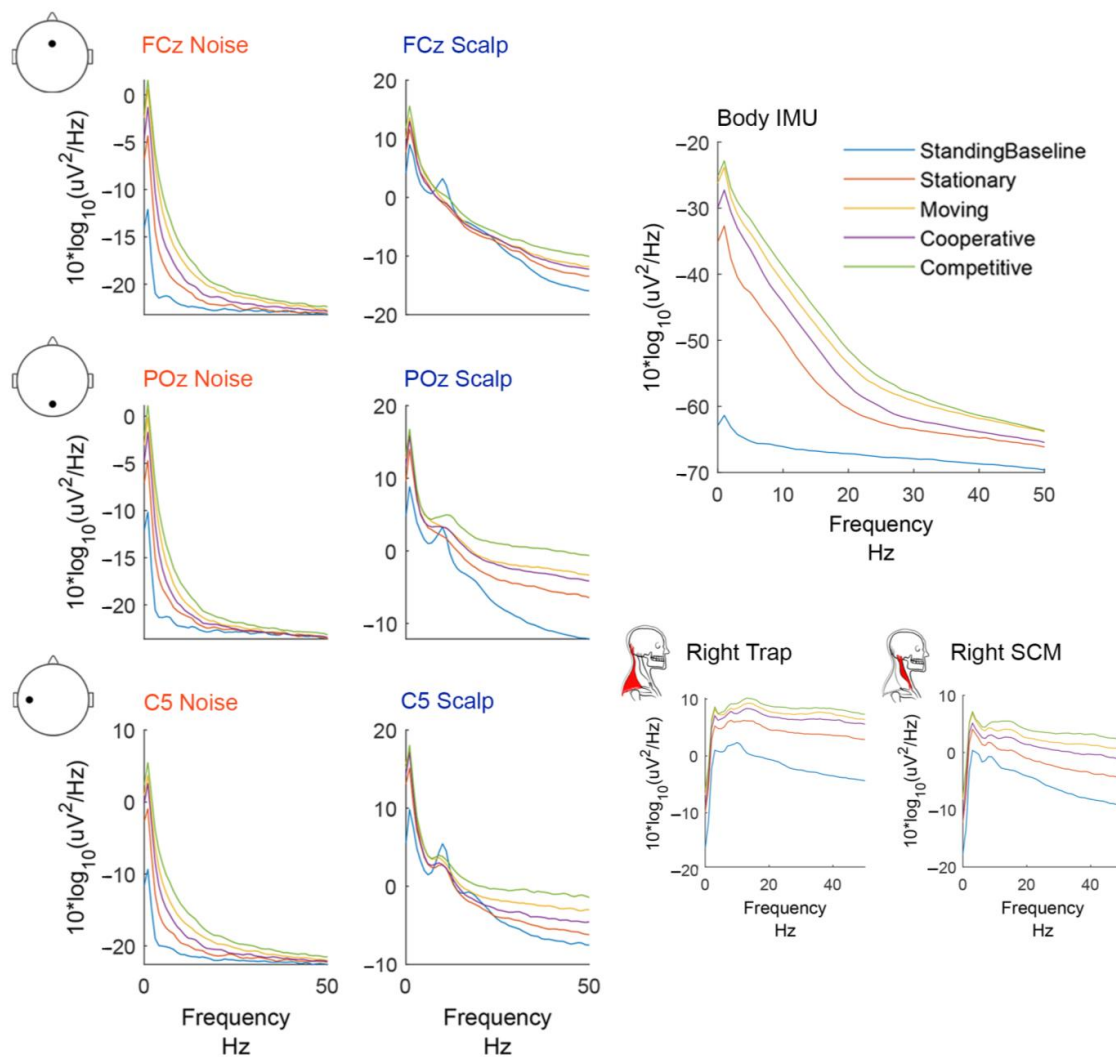 FCz Noise
10*log10(uV2/Hz)
0
−5
−10
−15
−20
FCz Scalp
20
10
0
−10
−20
POz Noise
10*log10(uV2/Hz)
0
−5
−10
−15
−20
POz Scalp
20
10
0
−10
C5 Noise
10*log10(uV2/Hz)
10
0
−10
−20
0
50
Frequency
Hz
C5 Scalp
20
10
0
−10
0
50
Frequency
Hz
Body IMU
10*log10(uV2/Hz)
−20
−30
−40
−50
−60
−70
0
10
20
30
40
50
Frequency
Hz
StandingBaseline
Stationary
Moving
Cooperative
Competitive
Right Trap
10*log10(uV2/Hz)
10
0
−10
−20
0
20
40
Frequency
Hz
Right SCM
10*log10(uV2/Hz)
10
0
−10
−20
0
20
40
Frequency
Hz